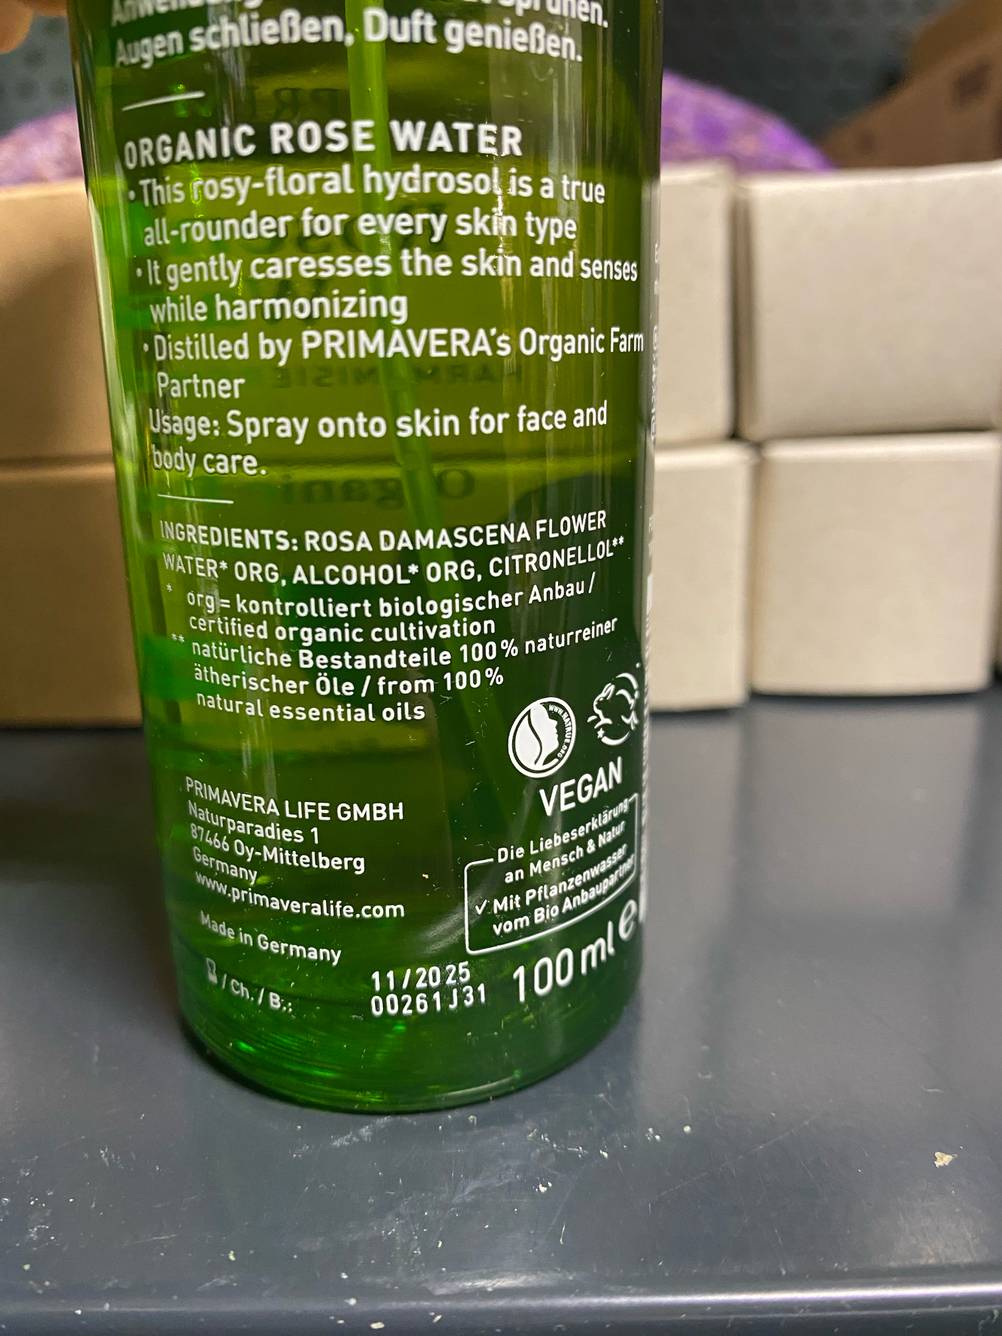 Augen schließen, Duft genießen.
ORGANIC ROSE WATER
• This rosy-floral hydrosol is a true
all-rounder for every skin type
• It gently caresses the skin and senses
while harmonizing
• Distilled by PRIMAVERA's Organic Farm
Partner
Usage: Spray onto skin for face and
body care.
INGREDIENTS: ROSA DAMASCENA FLOWER
WATER* ORG, ALCOHOL* ORG, CITRONELLOL**
* org = kontrolliert biologischer Anbau /
certified organic cultivation
** natürliche Bestandteile 100% naturreiner
ätherischer Öle / from 100%
natural essential oils
WWW.NATRUE.ORG
VEGAN
PRIMAVERA LIFE GMBH
Naturparadies 1
87466 Oy-Mittelberg
Germany
www.primaveralife.com
Made in Germany
Die Liebeserklärung
an Mensch & Natur
✓ Mit Pflanzenwasser
vom Bio Anbaupartner
/ Ch. / B.:
11/2025
00261J31
100 ml e